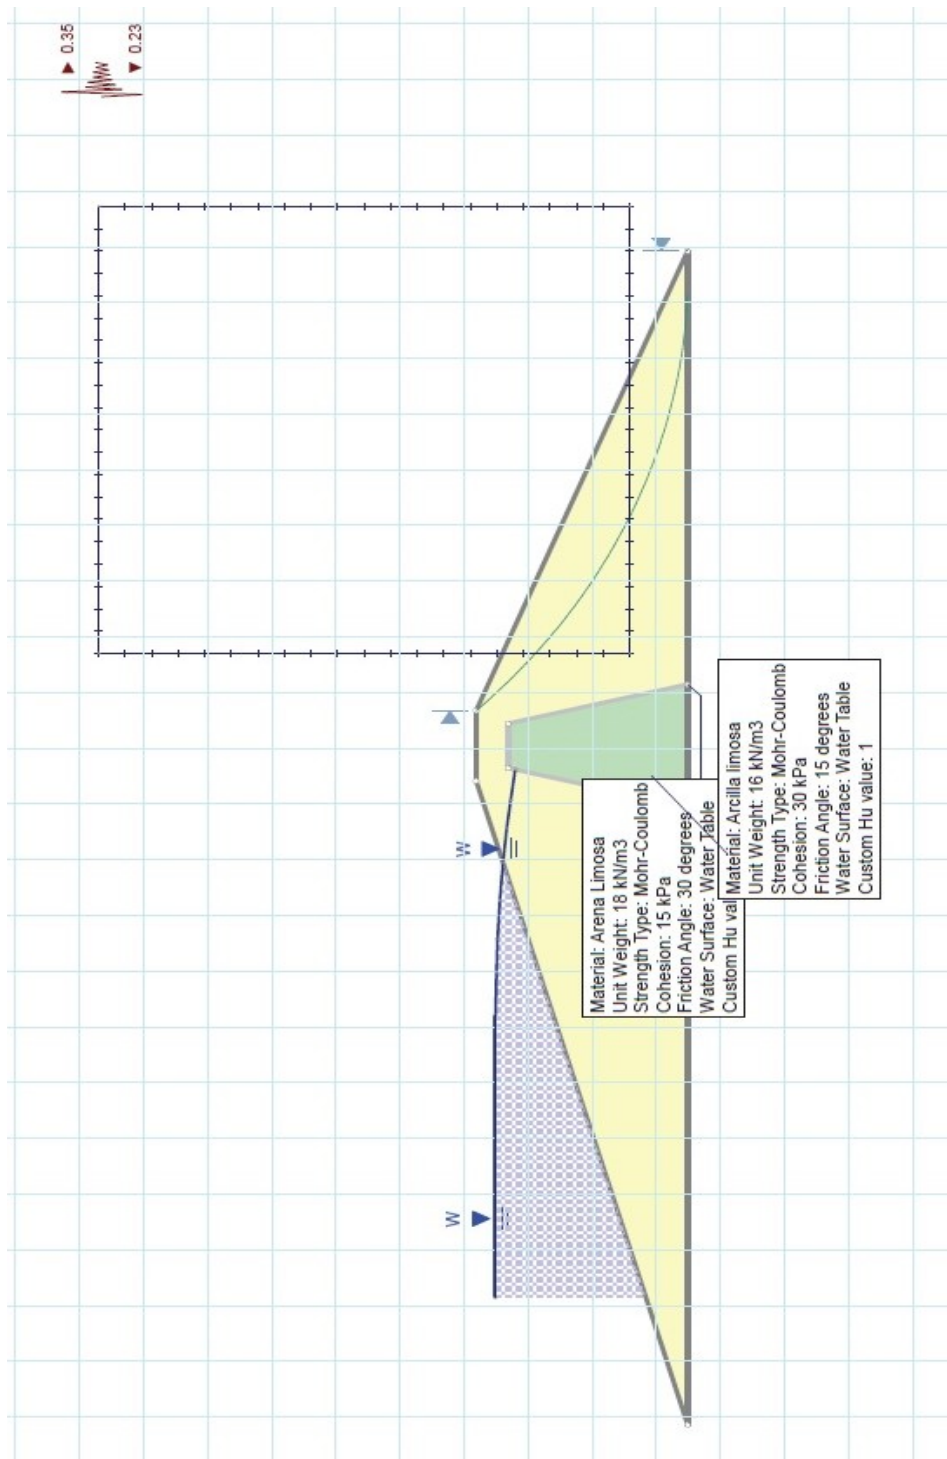 ▶ 0.35
▼ 0.23
W
W
Material: Arena Limosa
Unit Weight: 18 kN/m3
Strength Type: Mohr-Coulomb
Cohesion: 15 kPa
Friction Angle: 30 degrees
Water Surface: Water Table
Custom Hu val
Material: Arcilla limosa
Unit Weight: 16 kN/m3
Strength Type: Mohr-Coulomb
Cohesion: 30 kPa
Friction Angle: 15 degrees
Water Surface: Water Table
Custom Hu value: 1